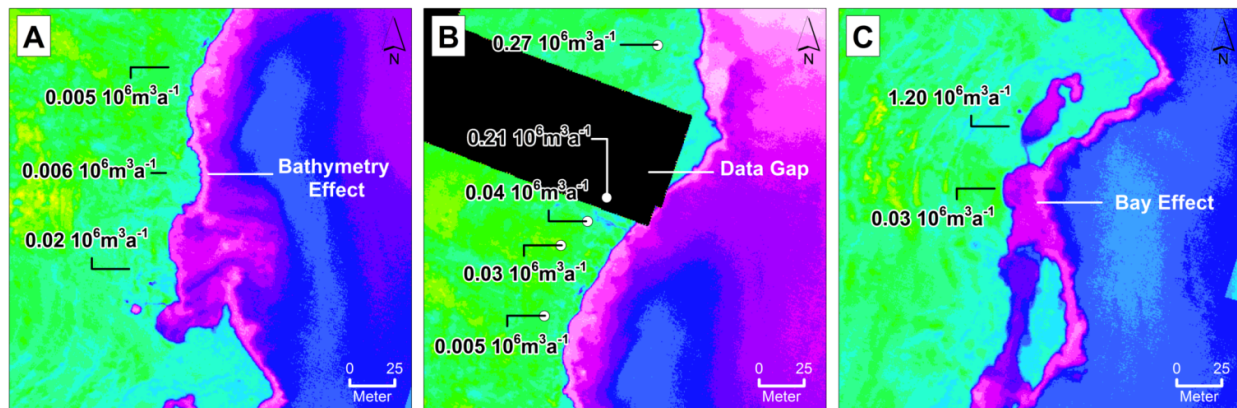 A
N
0.005 10⁶m³a⁻¹
0.006 10⁶m³a⁻¹
Bathymetry
Effect
0.02 10⁶m³a⁻¹
0 25
Meter
B
N
0.27 10⁶m³a⁻¹
0.21 10⁶m³a⁻¹
Data Gap
0.04 10⁶m³a⁻¹
0.03 10⁶m³a⁻¹
0.005 10⁶m³a⁻¹
0 25
Meter
C
N
1.20 10⁶m³a⁻¹
0.03 10⁶m³a⁻¹
Bay Effect
0 25
Meter